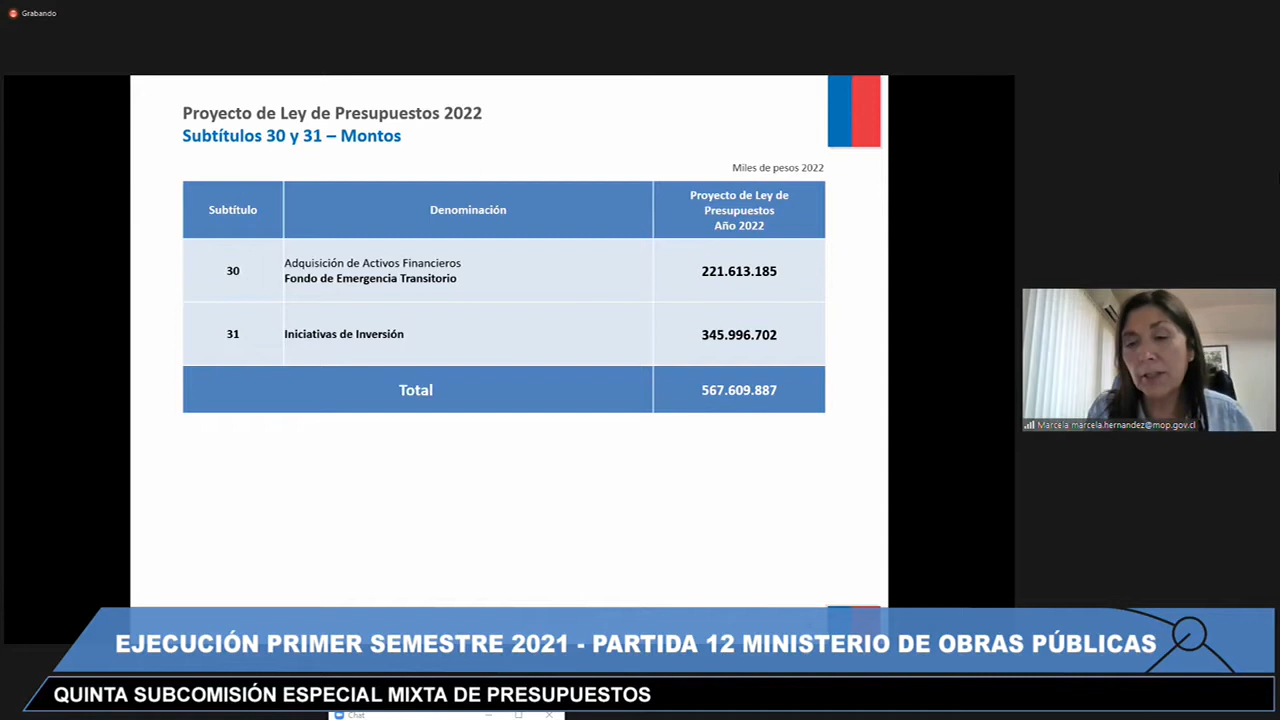 Grabando
Proyecto de Ley de Presupuestos 2022
Subtítulos 30 y 31 – Montos
Miles de pesos 2022
Subtítulo
Denominación
Proyecto de Ley de
Presupuestos
Año 2022
30
Adquisición de Activos Financieros
Fondo de Emergencia Transitorio
221.613.185
31
Iniciativas de Inversión
345.996.702
Total
567.609.887
Marcela marcela.hernandez@mop.gov.cl
EJECUCIÓN PRIMER SEMESTRE 2021 - PARTIDA 12 MINISTERIO DE OBRAS PÚBLICAS
QUINTA SUBCOMISIÓN ESPECIAL MIXTA DE PRESUPUESTOS
Chat